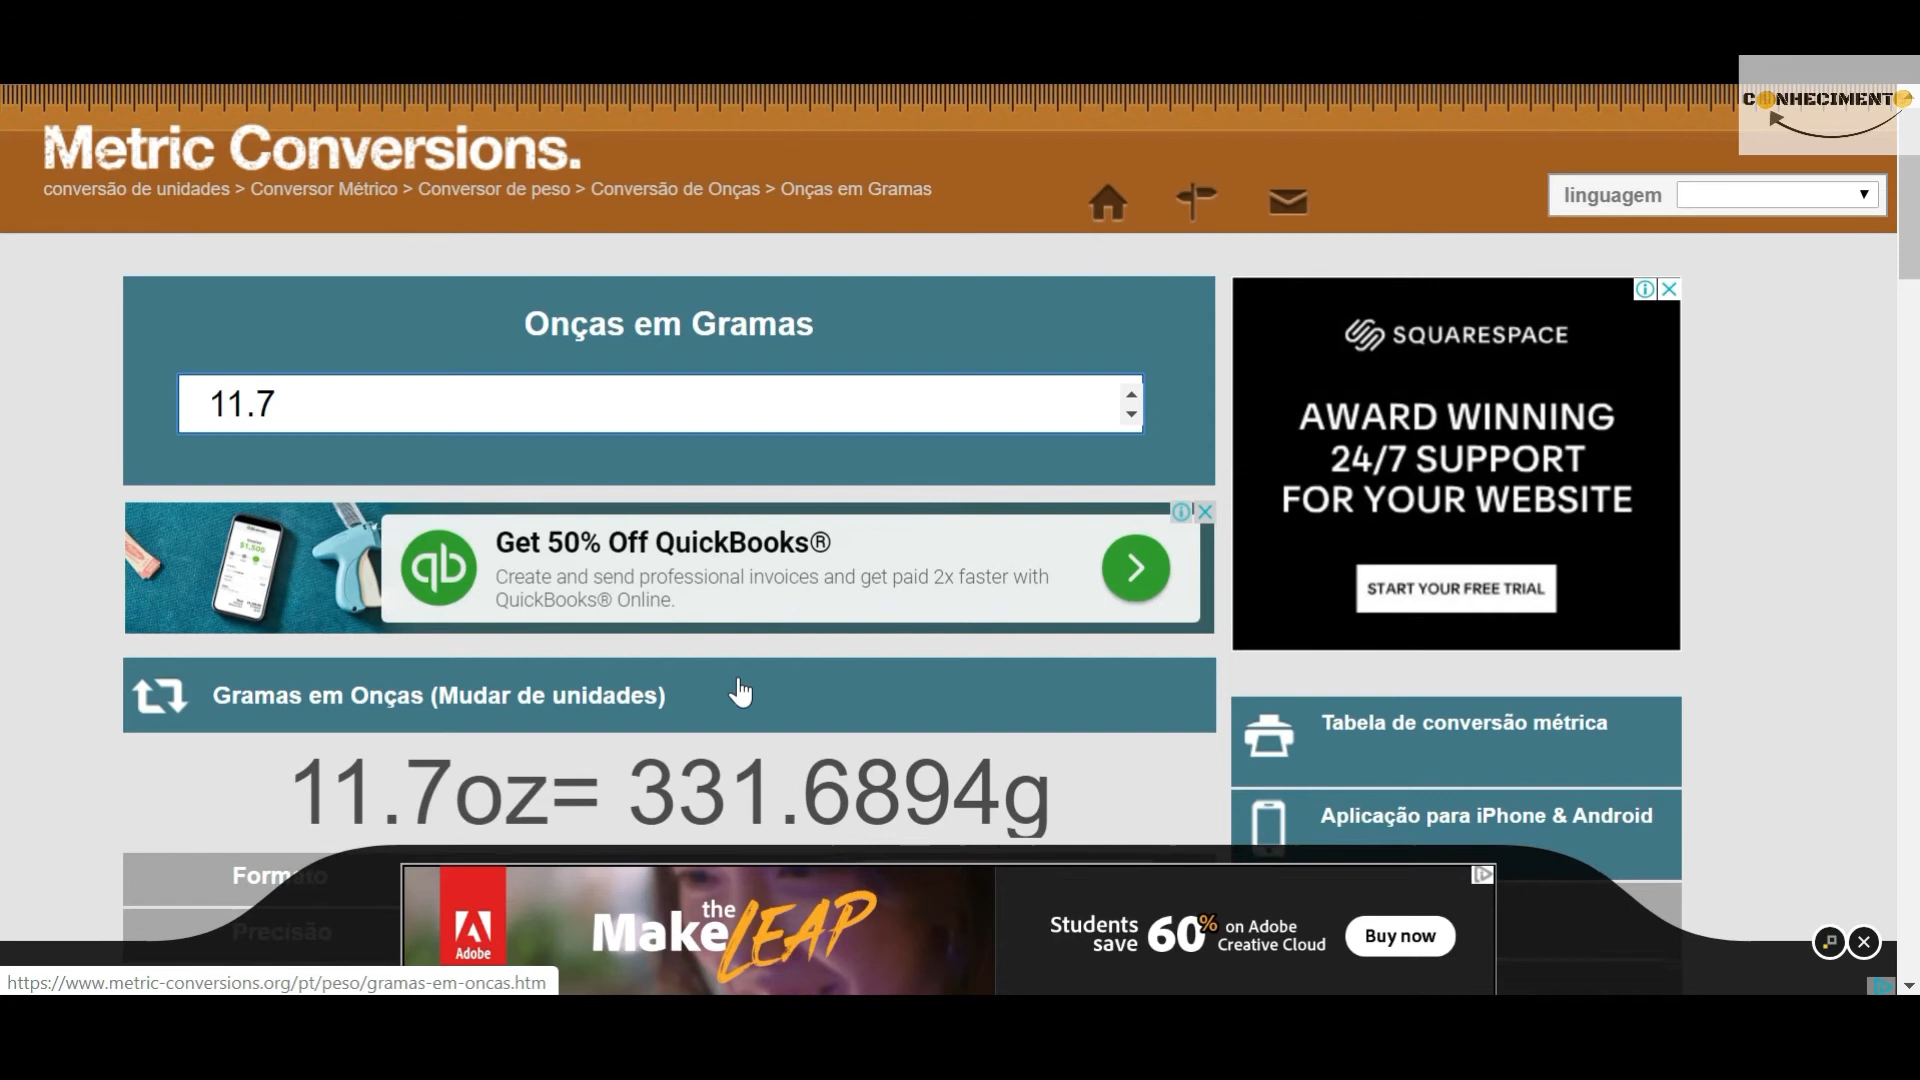 CONHECIMENTO
Metric Conversions.
conversão de unidades > Conversor Métrico > Conversor de peso > Conversão de Onças > Onças em Gramas
linguagem
Onças em Gramas
11.7
SQUARESPACE
AWARD WINNING
24/7 SUPPORT
FOR YOUR WEBSITE
START YOUR FREE TRIAL
qb
Get 50% Off QuickBooks®
Create and send professional invoices and get paid 2x faster with
QuickBooks® Online.
Gramas em Onças (Mudar de unidades)
11.7oz= 331.6894g
Tabela de conversão métrica
Aplicação para iPhone & Android
Formato
Precisão
Adobe
Make the LEAP
Students save 60% on Adobe Creative Cloud
Buy now
https://www.metric-conversions.org/pt/peso/gramas-em-oncas.htm